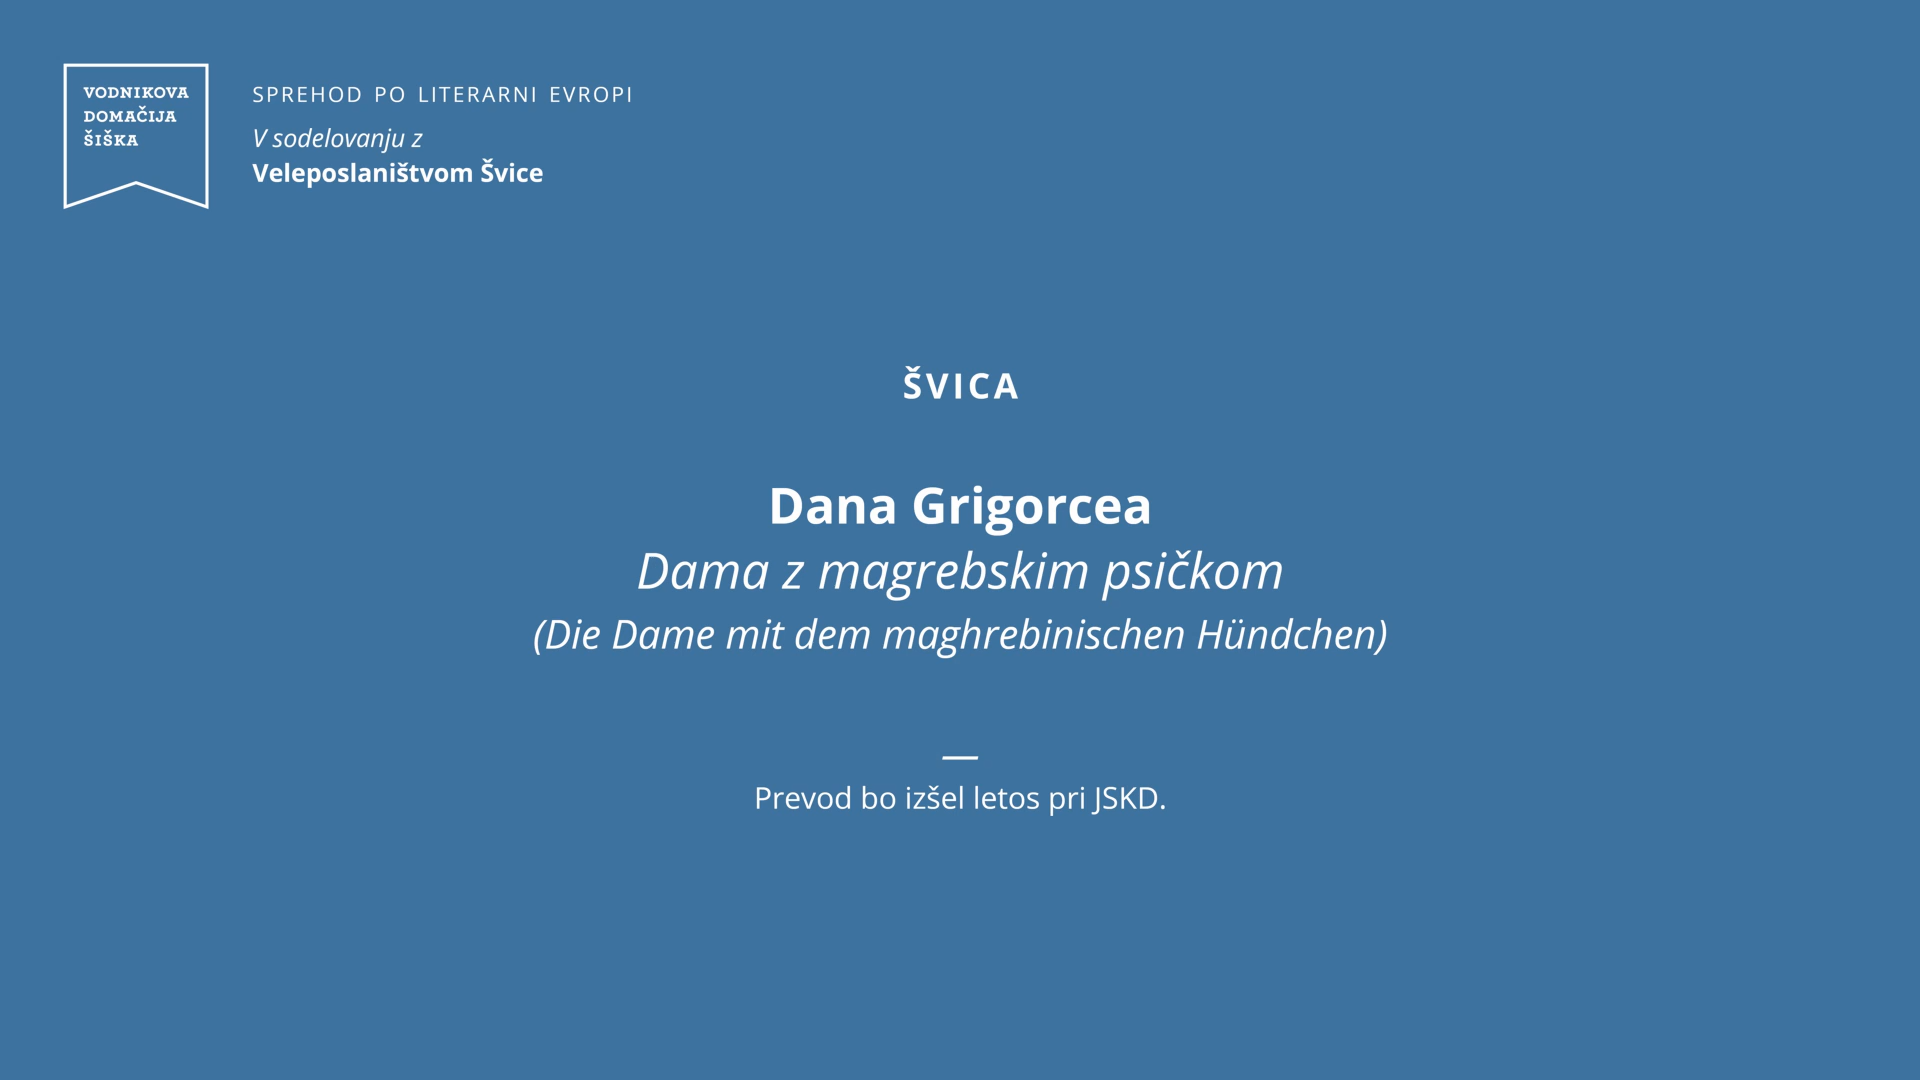 VODNIKOVA
DOMAČIJA
ŠIŠKA
SPREHOD PO LITERARNI EVROPI
V sodelovanju z
Veleposlaništvom Švice
ŠVICA
Dana Grigorcea
Dama z magrebskim psičkom
(Die Dame mit dem maghrebinischen Hündchen)
—
Prevod bo izšel letos pri JSKD.